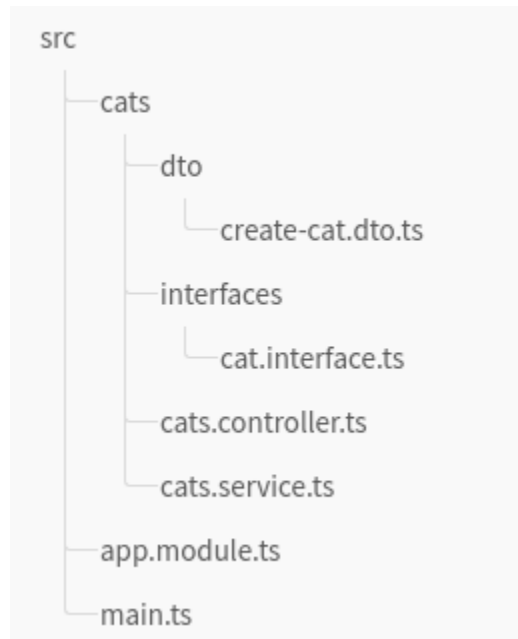 src
cats
dto
create-cat.dto.ts
interfaces
cat.interface.ts
cats.controller.ts
cats.service.ts
app.module.ts
main.ts